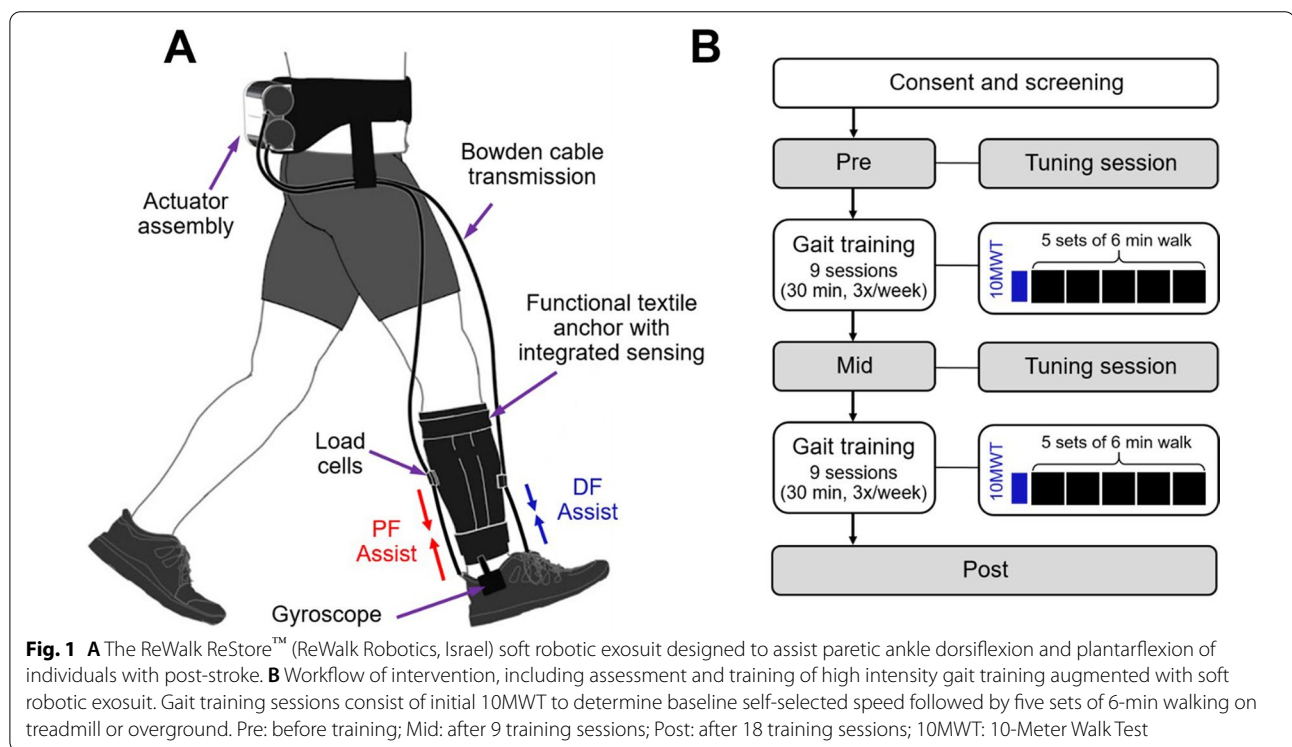 A
Actuator
assembly
Bowden cable
transmission
Functional textile
anchor with
integrated sensing
Load
cells
PF
Assist
DF
Assist
Gyroscope
B
Consent and screening
Pre
Tuning session
Gait training
9 sessions
(30 min, 3x/week)
10MWT
5 sets of 6 min walk
Mid
Tuning session
Gait training
9 sessions
(30 min, 3x/week)
10MWT
5 sets of 6 min walk
Post
Fig. 1 A The ReWalk ReStore™ (ReWalk Robotics, Israel) soft robotic exosuit designed to assist paretic ankle dorsiflexion and plantarflexion of
individuals with post-stroke. B Workflow of intervention, including assessment and training of high intensity gait training augmented with soft
robotic exosuit. Gait training sessions consist of initial 10MWT to determine baseline self-selected speed followed by five sets of 6-min walking on
treadmill or overground. Pre: before training; Mid: after 9 training sessions; Post: after 18 training sessions; 10MWT: 10-Meter Walk Test